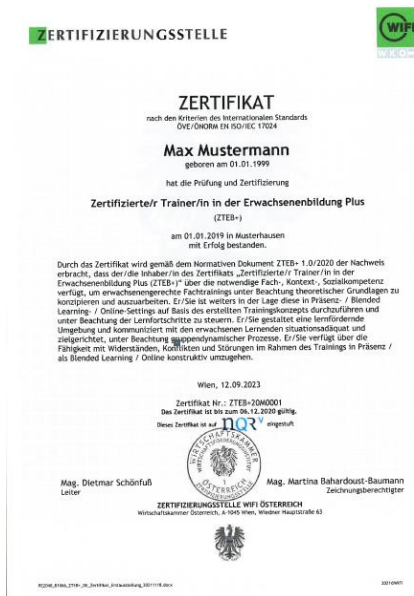 ZERTIFIZIERUNGSSTELLE
WIFI
WKO
ZERTIFIKAT
nach den Kriterien des internationalen Standards
ÖVE/ÖNORM EN ISO/IEC 17024
Max Mustermann
geboren am 01.01.1999
hat die Prüfung und Zertifizierung
Zertifizierte/r Trainer/in in der Erwachsenenbildung Plus
(ZTEB+)
am 01.01.2019 in Musterhausen
mit Erfolg bestanden.
Durch das Zertifikat wird gemäß dem Normativen Dokument ZTEB+ 1.0/2020 der Nachweis
erbracht, dass der/die Inhaber/in des Zertifikats „Zertifizierte/r Trainer/in in der
Erwachsenenbildung Plus (ZTEB+)“ über die notwendige Fach-, Kontext-, Sozialkompetenz
verfügt, um erwachsenengerechte Fachtrainings unter Beachtung theoretischer Grundlagen zu
konzipieren und auszuarbeiten. Er/Sie ist weiters in der Lage diese in Präsenz- / Blended
Learning- / Online-Settings auf Basis des erstellten Trainingskonzepts durchzuführen und
unter Beachtung der Lernfortschritte zu steuern. Er/Sie gestaltet eine lernfördernde
Umgebung und kommuniziert mit den erwachsenen Lernenden situationsadäquat und
zielgerichtet, unter Beachtung gruppendynamischer Prozesse. Er/Sie verfügt über die
Fähigkeit mit Widerständen, Konflikten und Störungen im Rahmen des Trainings in Präsenz /
als Blended Learning / Online konstruktiv umzugehen.
Wien, 12.09.2023
Zertifikat Nr.: ZTEB+20M0001
Das Zertifikat ist bis zum 06.12.2020 gültig.
Dieses Zertifikat ist auf NQR V eingestuft
WIRTSCHAFTSKAMMER
ÖSTERREICH
Mag. Dietmar Schönfuß
Leiter
Mag. Martina Bahardoust-Baumann
Zeichnungsberechtigter
ZERTIFIZIERUNGSSTELLE WIFI ÖSTERREICH
Wirtschaftskammer Österreich, A-1045 Wien, Wiedner Hauptstraße 63